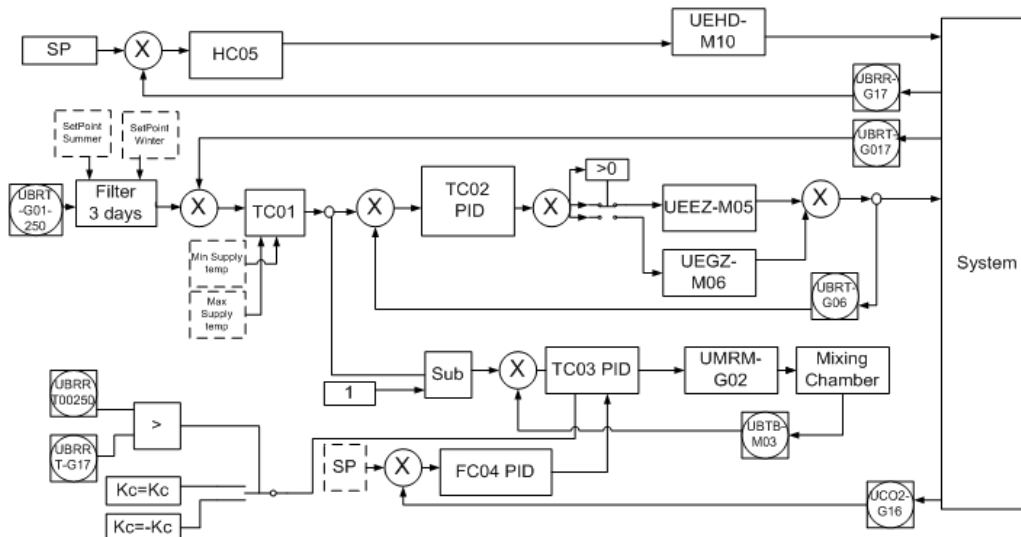 SP
X
HC05
UEHD-
M10
UBRR-
G17
SetPoint
Summer
SetPoint
Winter
UBRT-
G017
UBRT
-G01-
250
Filter
3 days
X
TC01
X
TC02
PID
X
>0
UEEZ-M05
X
UEGZ-
M06
Min Supply
temp
Max
Supply
temp
UBRT-
G06
System
Sub
1
X
TC03 PID
UMRM-
G02
Mixing
Chamber
UBTB-
M03
UBRR
T00250
>
UBRR
T-G17
SP
X
FC04 PID
UCO2-
G16
Kc=Kc
Kc=-Kc